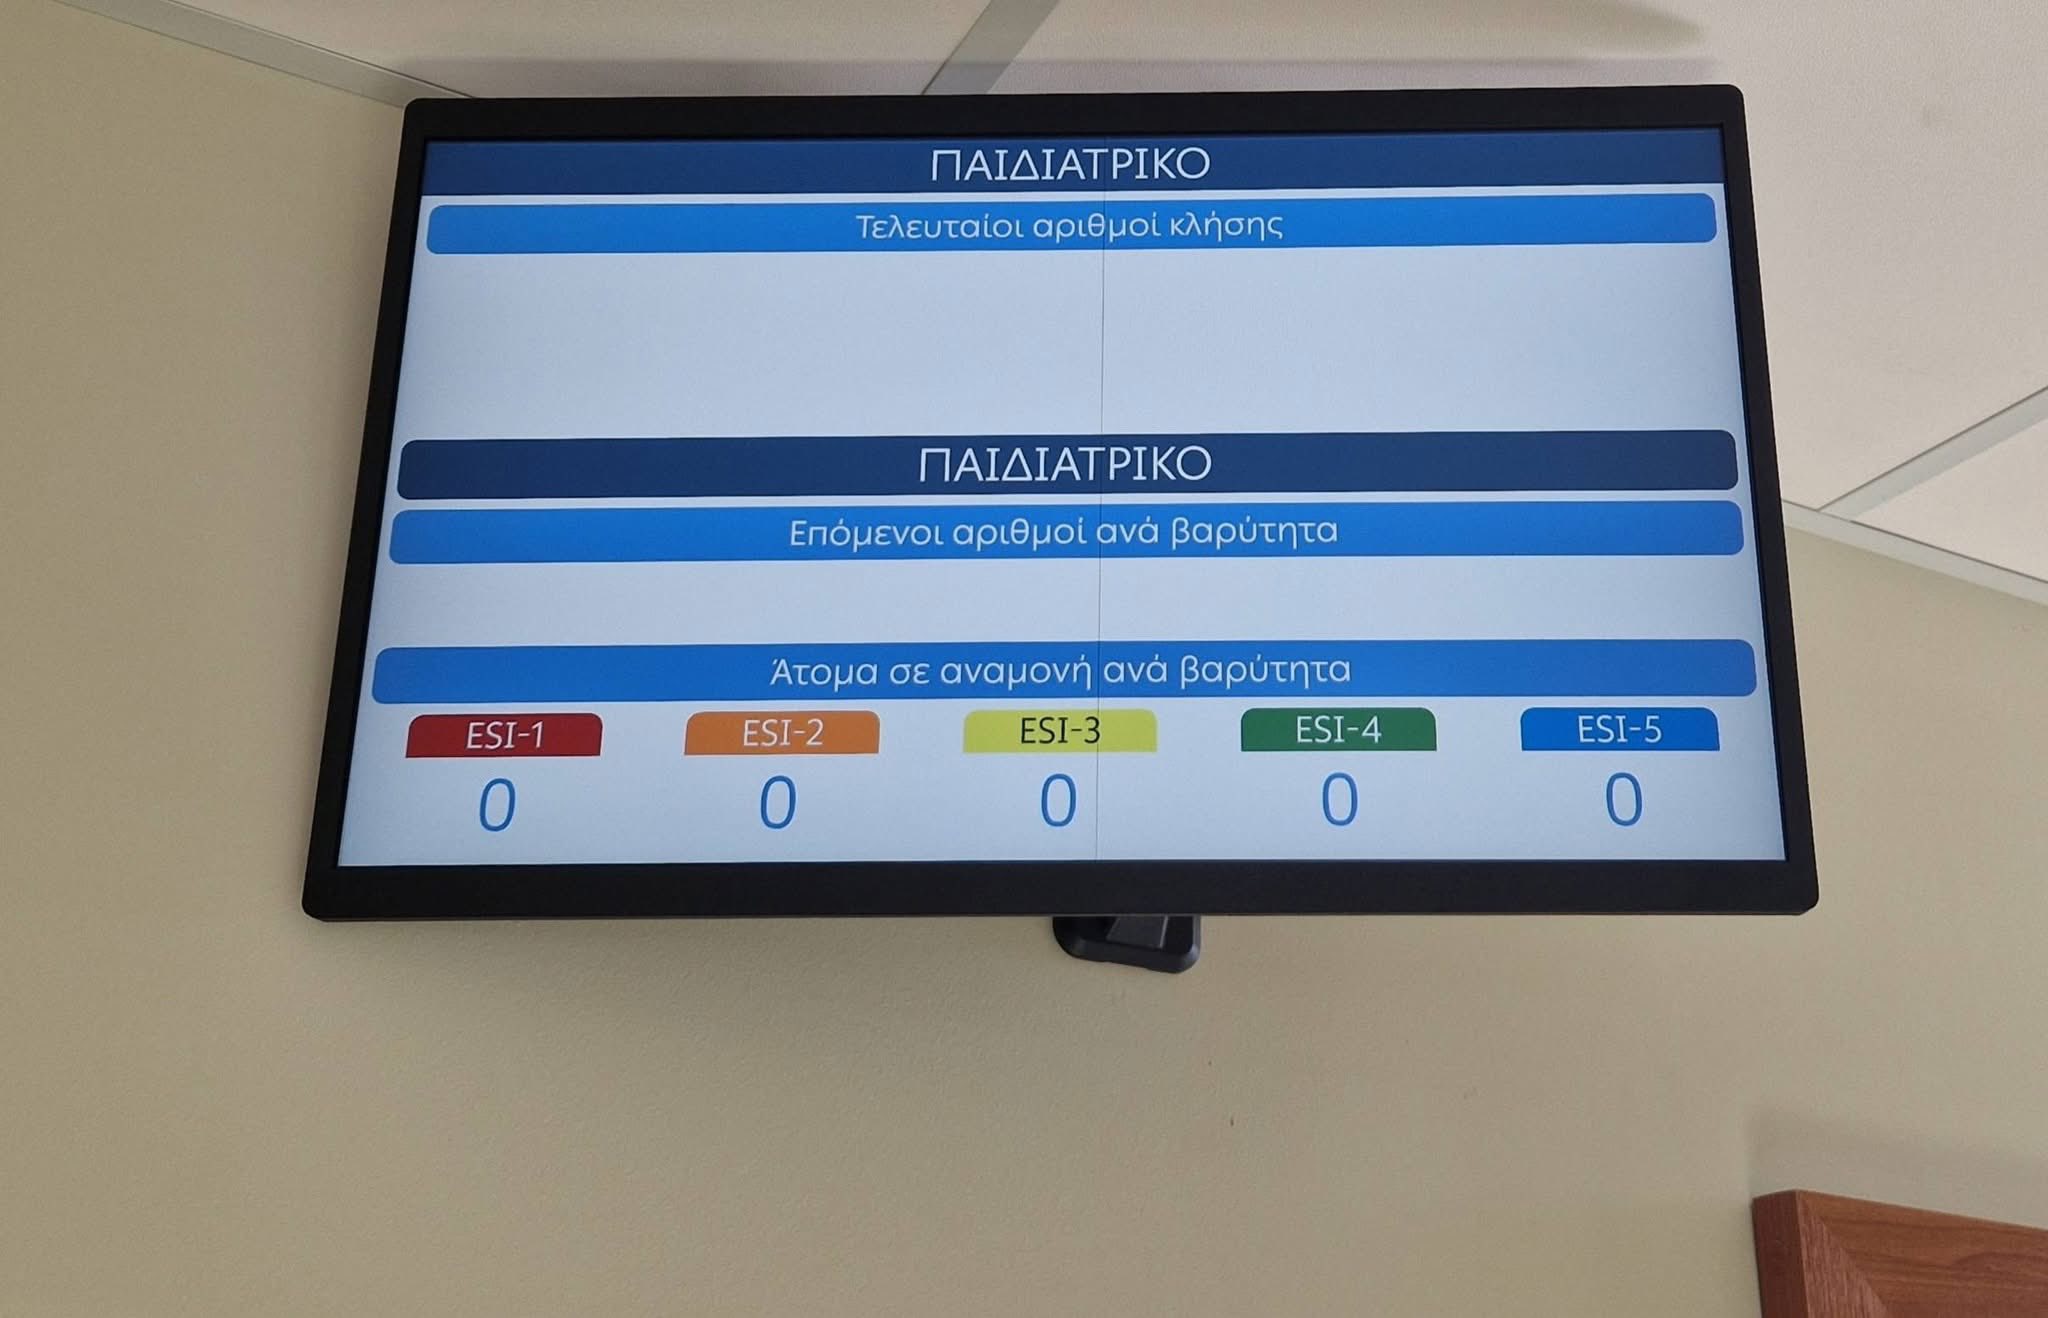 ΠΑΙΔΙΑΤΡΙΚΟ
Τελευταίοι αριθμοί κλήσης
ΠΑΙΔΙΑΤΡΙΚΟ
Επόμενοι αριθμοί ανά βαρύτητα
Άτομα σε αναμονή ανά βαρύτητα
ESI-1 ESI-2 ESI-3 ESI-4 ESI-5
0 0 0 0 0